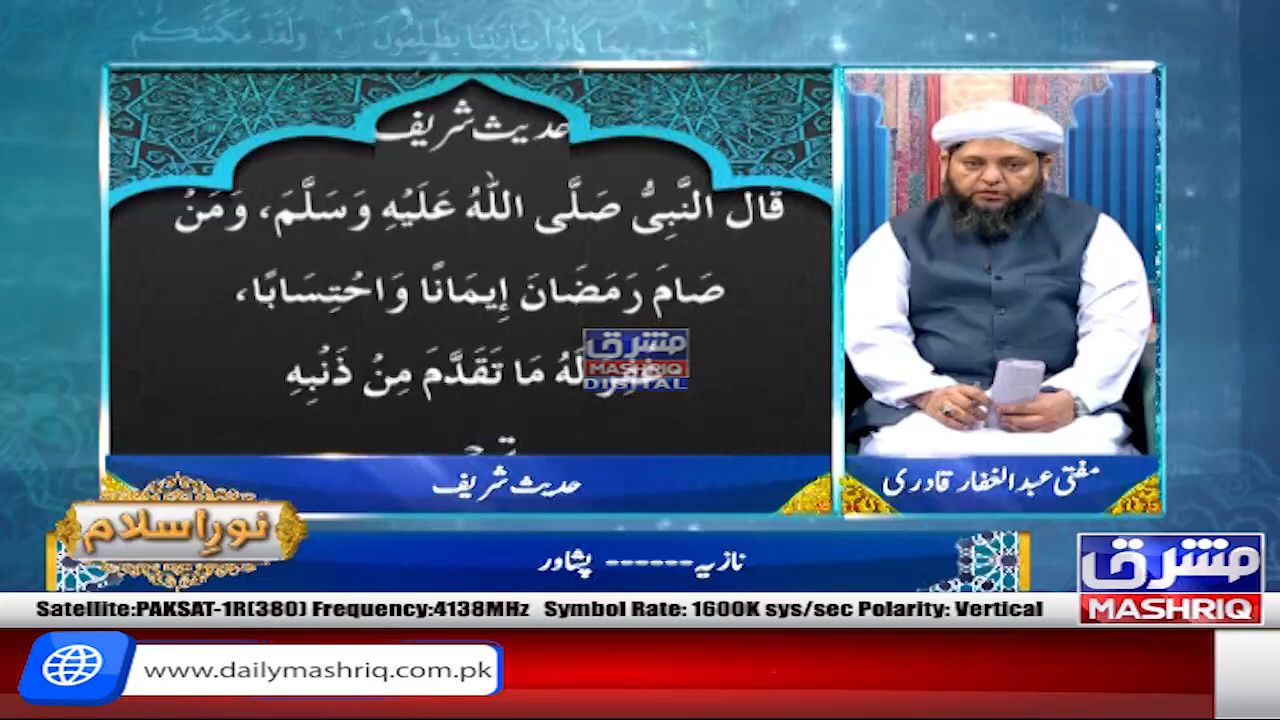 حدیث شریف
قَالَ النَّبِیُّ صَلَّی اللّٰهُ عَلَیْهِ وَسَلَّمَ، وَمَنْ
صَامَ رَمَضَانَ إِیمَانًا وَاحْتِسَابًا،
لَهُ مَا تَقَدَّمَ مِنْ ذَنْبِهِ
مشرق
MASHRIQ
DIGITAL
حدیث شریف
مفتی عبدالغفار قادری
نورِاسلام
نازیہ ------ پشاور
مشرق
MASHRIQ
Satellite:PAKSAT-1R(380) Frequency:4138MHz Symbol Rate: 1600K sys/sec Polarity: Vertical
www.dailymashriq.com.pk